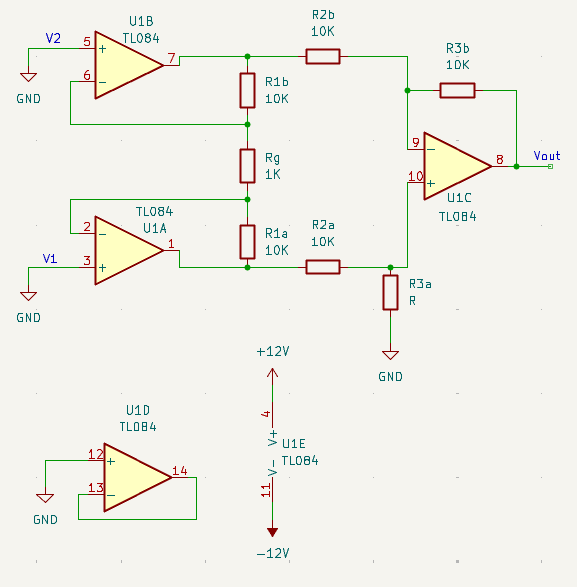 U1B
TL084
V2
5
+
7
6
−
GND
R2b
10K
R3b
10K
R1b
10K
Rg
1K
9
−
10
+
8
Vout
U1C
TL084
TL084
U1A
2
−
1
V1
3
+
GND
R1a
10K
R2a
10K
R3a
R
GND
+12V
4
V+
U1E
TL084
V-
11
−12V
U1D
TL084
12
+
14
13
−
GND